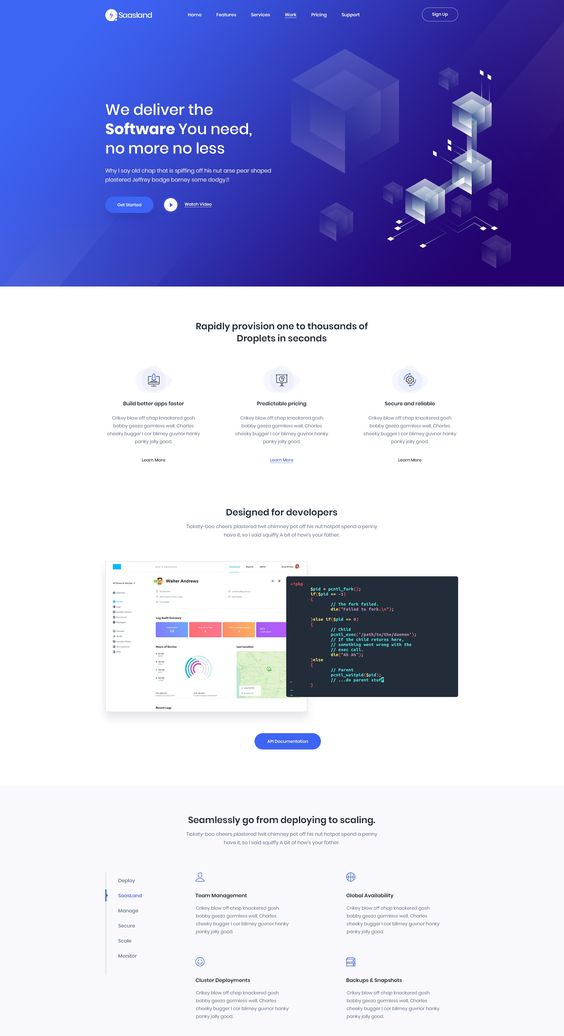 Saasland
Home Features Services Work Pricing Support
Sign Up
We deliver the
Software You need,
no more no less
Why I say old chap that is spiffing off his nut arse pear shaped
plastered Jeffrey bodge barney some dodgy.!!
Get Started
Watch Video
Rapidly provision one to thousands of
Droplets in seconds
Build better apps faster
Crikey blow off chap knackered gosh
bobby geeza gormless well, Charles
cheeky bugger I cor blimey guvnor hanky
panky jolly good.
Learn More
Predictable pricing
Crikey blow off chap knackered gosh
bobby geeza gormless well, Charles
cheeky bugger I cor blimey guvnor hanky
panky jolly good.
Learn More
Secure and reliable
Crikey blow off chap knackered gosh
bobby geeza gormless well, Charles
cheeky bugger I cor blimey guvnor hanky
panky jolly good.
Learn More
Designed for developers
Tickety-boo cheers plastered twit chimney pot off his nut hotpot spend a penny
have it, so I said squiffy A bit of how's your father.
Walter Andrews
Log Audit Summary
Share of Device
Last Location
Recent Logs
<?php
$pid = pcntl_fork();
if($pid == -1)
{
// The fork failed.
die("Failed to fork.\n");
}else if($pid == 0)
{
// Child
pcntl_exec('/path/to/the/daemon');
// If the child returns here,
// something went wrong with the
// exec call.
die("Ah Ah");
}else
{
// Parent
pcntl_waitpid($pid);
// ...do parent stuff
}
API Documentation
Seamlessly go from deploying to scaling.
Tickety-boo cheers plastered twit chimney pot off his nut hotpot spend a penny
have it, so I said squiffy A bit of how's your father.
Deploy
SaasLand
Manage
Secure
Scale
Monitor
Team Management
Crikey blow off chap knackered gosh
bobby geeza gormless well, Charles
cheeky bugger I cor blimey guvnor hanky
panky jolly good.
Global Availability
Crikey blow off chap knackered gosh
bobby geeza gormless well, Charles
cheeky bugger I cor blimey guvnor hanky
panky jolly good.
Cluster Deployments
Crikey blow off chap knackered gosh
bobby geeza gormless well, Charles
cheeky bugger I cor blimey guvnor hanky
panky jolly good.
Backups & Snapshots
Crikey blow off chap knackered gosh
bobby geeza gormless well, Charles
cheeky bugger I cor blimey guvnor hanky
panky jolly good.